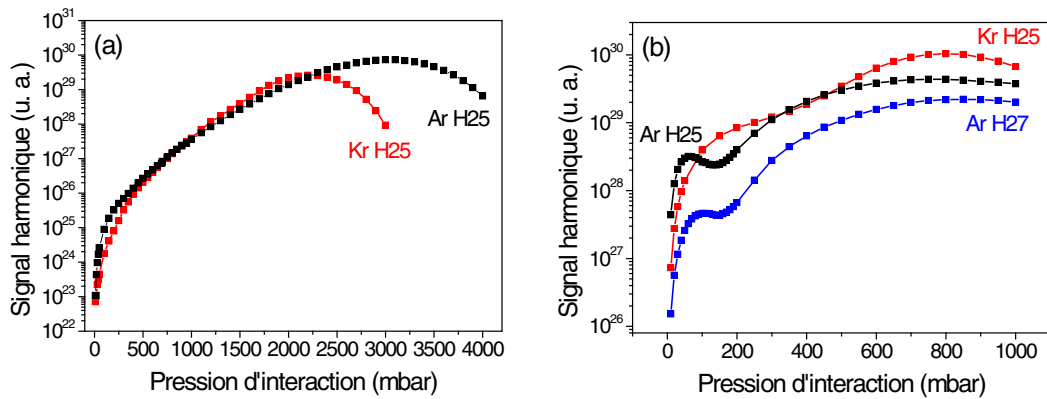 (a)
Signal harmonique (u. a.)
10^31
10^30
10^29
10^28
10^27
10^26
10^25
10^24
10^23
10^22
Ar H25
Kr H25
0 500 1000 1500 2000 2500 3000 3500 4000
Pression d'interaction (mbar)
(b)
Signal harmonique (u. a.)
10^30
10^29
10^28
10^27
10^26
Kr H25
Ar H25
Ar H27
0 200 400 600 800 1000
Pression d'interaction (mbar)